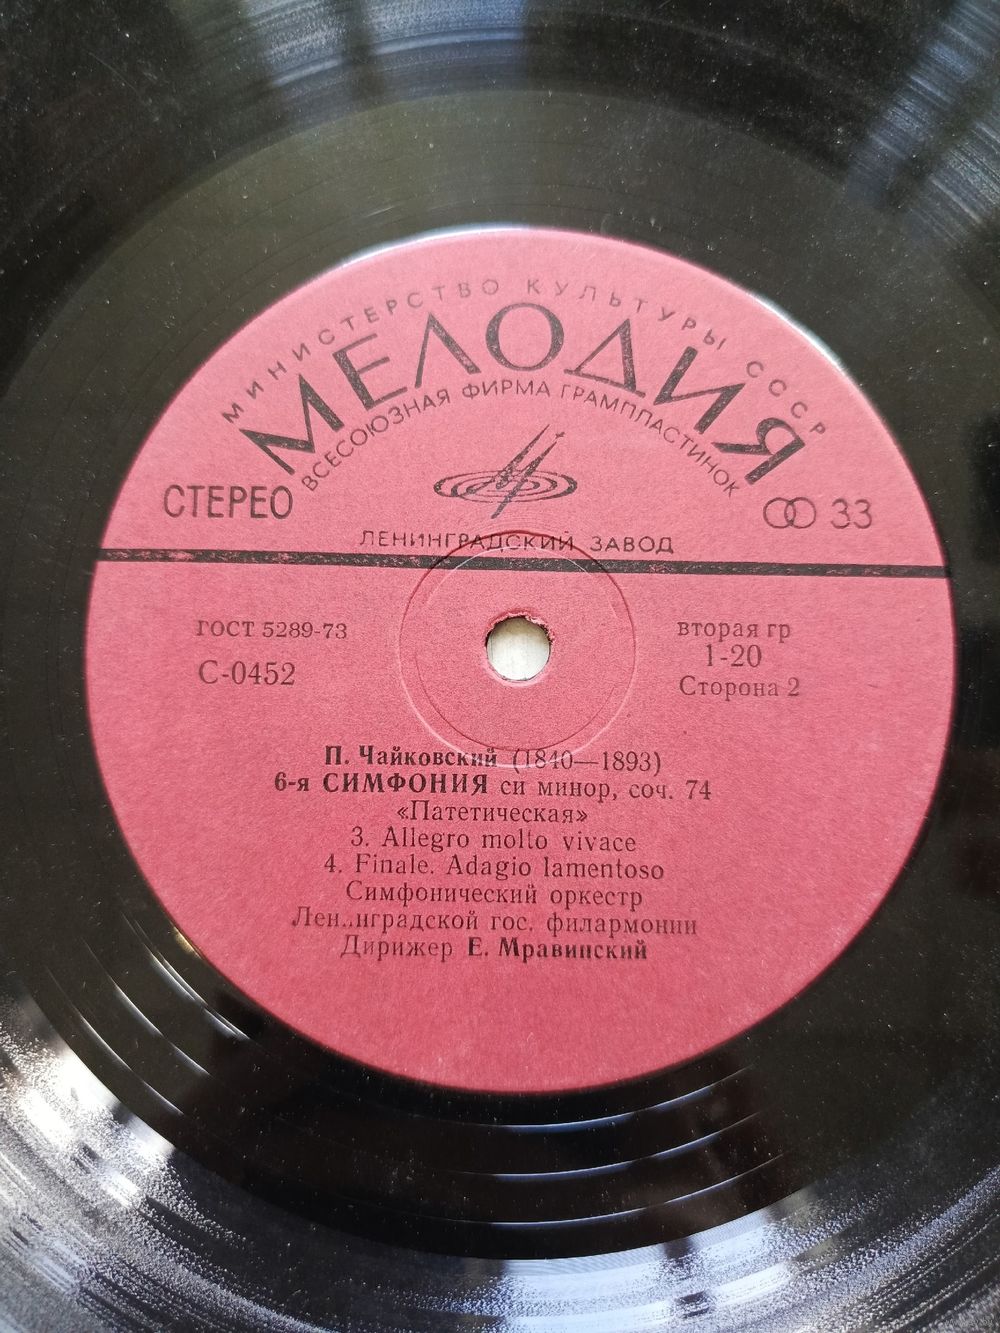 МИНИСТЕРСТВО КУЛЬТУРЫ СССР
МЕЛОДИЯ
ВСЕСОЮЗНАЯ ФИРМА ГРАМПЛАСТИНОК
СТЕРЕО
33
ЛЕНИНГРАДСКИЙ ЗАВОД
ГОСТ 5289-73
С-0452
вторая гр
1-20
Сторона 2
П. Чайковский (1840—1893)
6-я СИМФОНИЯ си минор, соч. 74
«Патетическая»
3. Allegro molto vivace
4. Finale. Adagio lamentoso
Симфонический оркестр
Лен..нградской гос. филармонии
Дирижер Е. Мравинский